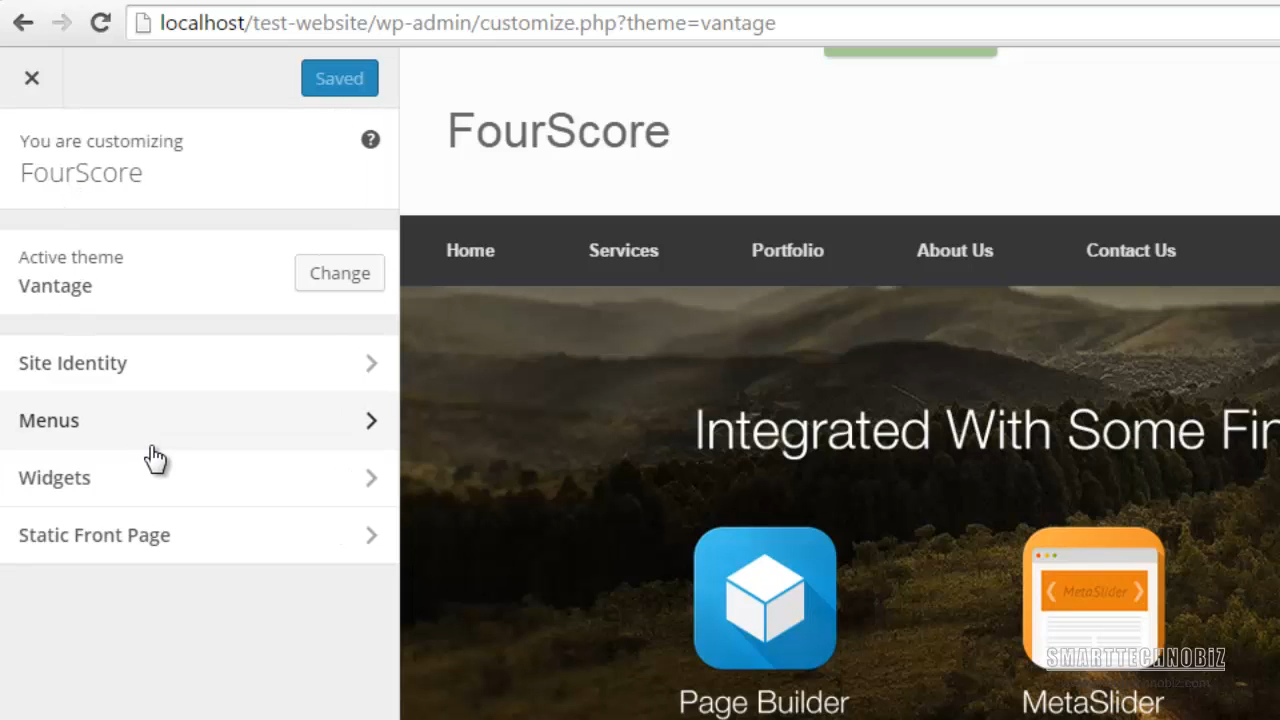 localhost/test-website/wp-admin/customize.php?theme=vantage
Saved
You are customizing
FourScore
Active theme
Vantage
Change
Site Identity
Menus
Widgets
Static Front Page
FourScore
Home Services Portfolio About Us Contact Us
Integrated With Some Fin
MetaSlider
Page Builder
MetaSlider
SMARTTECHNOBIZ